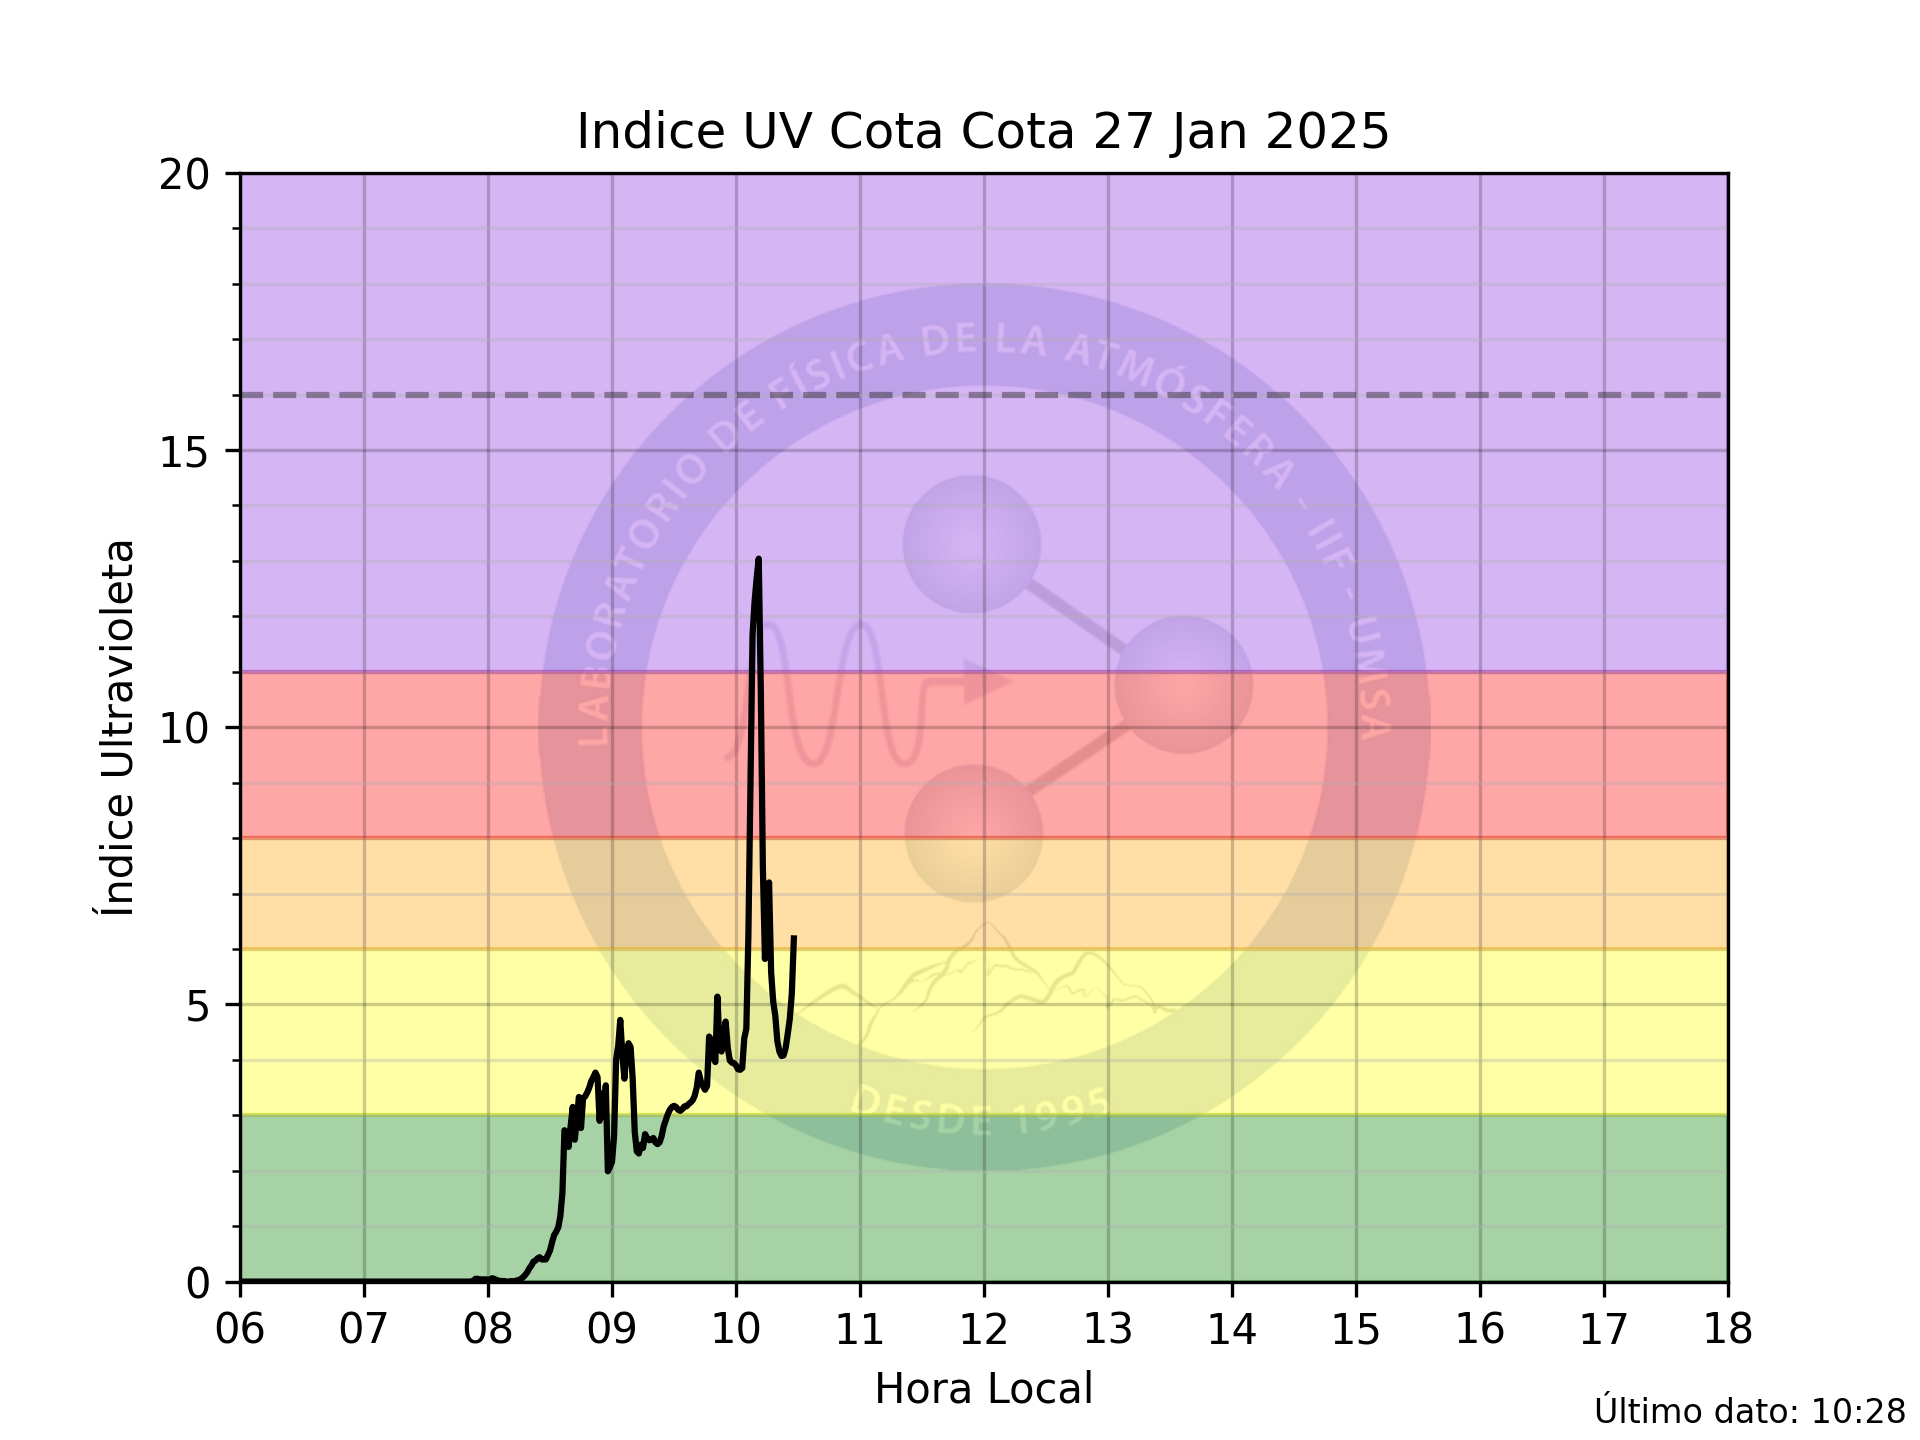 Indice UV Cota Cota 27 Jan 2025
20
15
10
5
0
Índice Ultravioleta
LABORATORIO DE FÍSICA DE LA ATMÓSFERA - IIF - UMSA
DESDE 1995
06 07 08 09 10 11 12 13 14 15 16 17 18
Hora Local
Último dato: 10:28